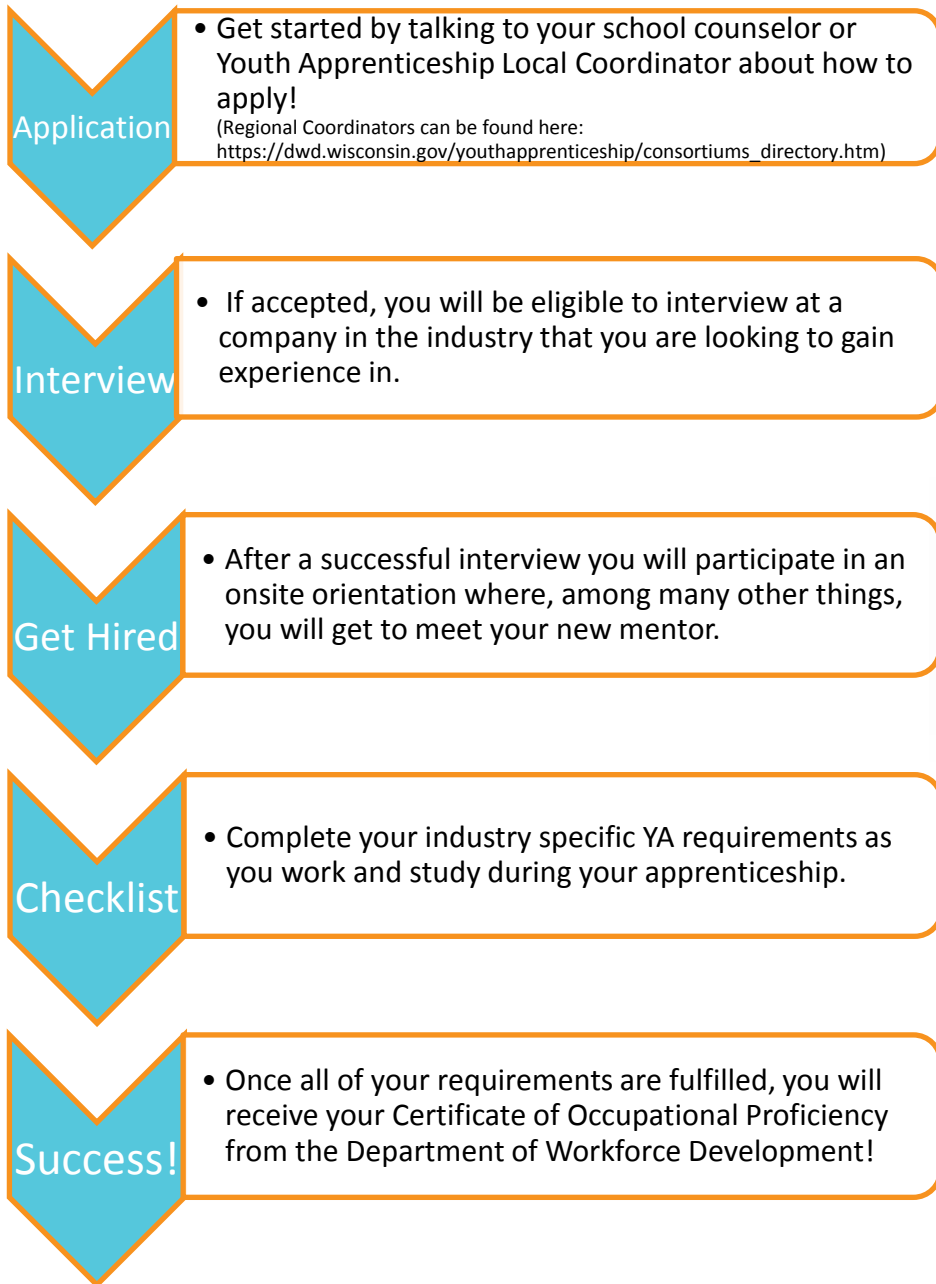 Application
• Get started by talking to your school counselor or
Youth Apprenticeship Local Coordinator about how to
apply!
(Regional Coordinators can be found here:
https://dwd.wisconsin.gov/youthapprenticeship/consortiums_directory.htm)
Interview
• If accepted, you will be eligible to interview at a
company in the industry that you are looking to gain
experience in.
Get Hired
• After a successful interview you will participate in an
onsite orientation where, among many other things,
you will get to meet your new mentor.
Checklist
• Complete your industry specific YA requirements as
you work and study during your apprenticeship.
Success!
• Once all of your requirements are fulfilled, you will
receive your Certificate of Occupational Proficiency
from the Department of Workforce Development!